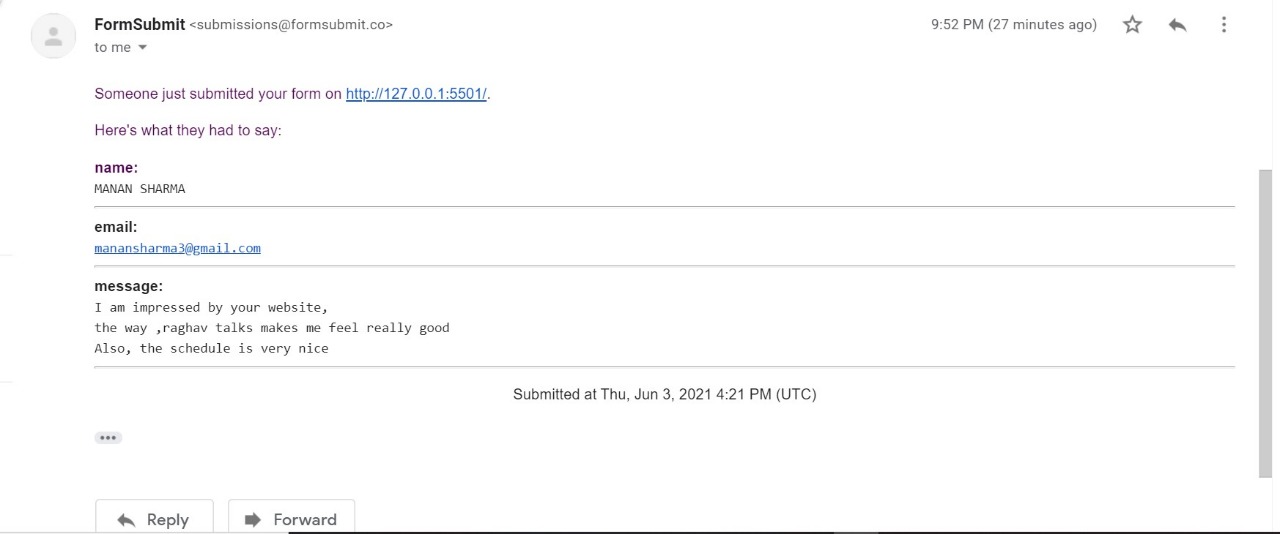 FormSubmit <submissions@formsubmit.co>
9:52 PM (27 minutes ago)
to me
Someone just submitted your form on http://127.0.0.1:5501/.
Here's what they had to say:
name:
MANAN SHARMA
email:
manansharma3@gmail.com
message:
I am impressed by your website,
the way ,raghav talks makes me feel really good
Also, the schedule is very nice
Submitted at Thu, Jun 3, 2021 4:21 PM (UTC)
Reply
Forward